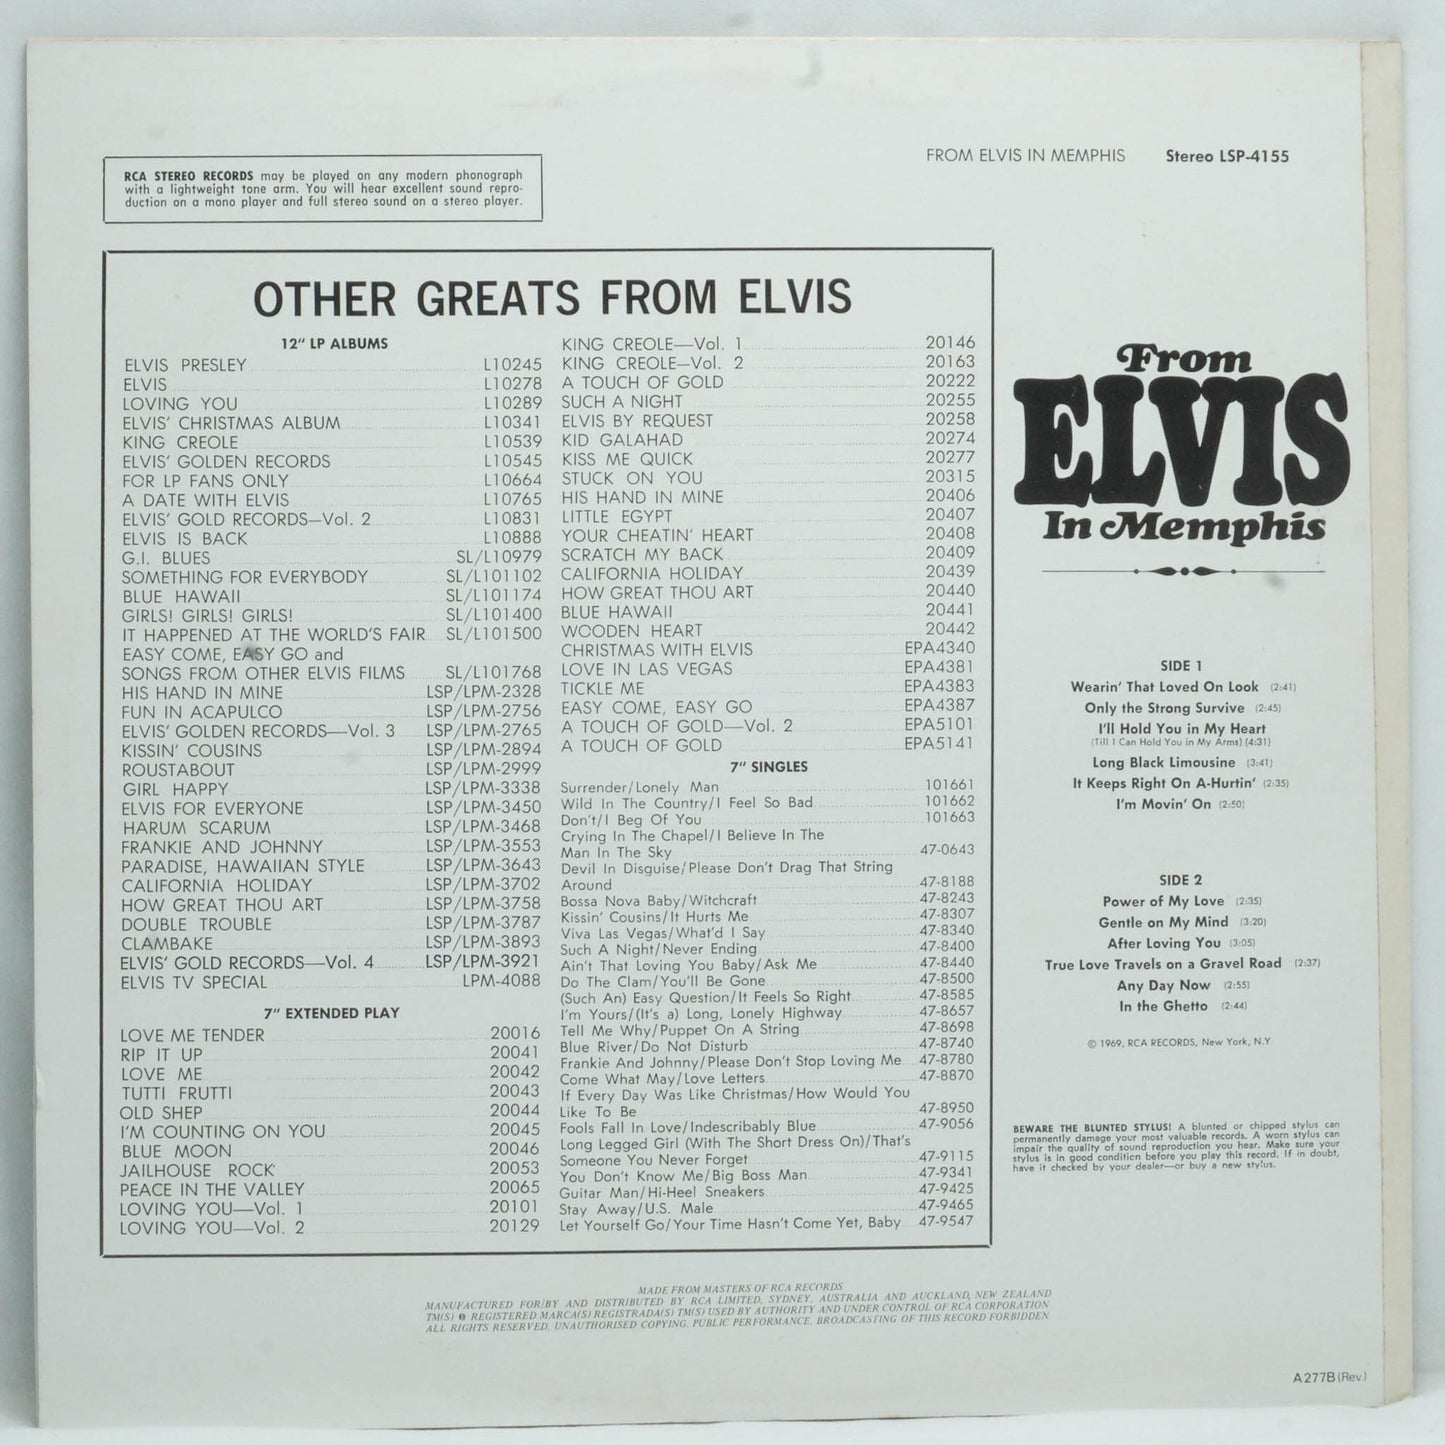 FROM ELVIS IN MEMPHIS Stereo LSP-4155
RCA STEREO RECORDS may be played on any modern phonograph
with a lightweight tone arm. You will hear excellent sound repro-
duction on a mono player and full stereo sound on a stereo player.
OTHER GREATS FROM ELVIS
12" LP ALBUMS
ELVIS PRESLEY L10245
ELVIS L10278
LOVING YOU L10289
ELVIS' CHRISTMAS ALBUM L10341
KING CREOLE L10539
ELVIS' GOLDEN RECORDS L10545
FOR LP FANS ONLY L10664
A DATE WITH ELVIS L10765
ELVIS' GOLD RECORDS—Vol. 2 L10831
ELVIS IS BACK L10888
G.I. BLUES SL/L10979
SOMETHING FOR EVERYBODY SL/L101102
BLUE HAWAII SL/L101174
GIRLS! GIRLS! GIRLS! SL/L101400
IT HAPPENED AT THE WORLD'S FAIR SL/L101500
EASY COME, EASY GO and
SONGS FROM OTHER ELVIS FILMS SL/L101768
HIS HAND IN MINE LSP/LPM-2328
FUN IN ACAPULCO LSP/LPM-2756
ELVIS' GOLDEN RECORDS—Vol. 3 LSP/LPM-2765
KISSIN' COUSINS LSP/LPM-2894
ROUSTABOUT LSP/LPM-2999
GIRL HAPPY LSP/LPM-3338
ELVIS FOR EVERYONE LSP/LPM-3450
HARUM SCARUM LSP/LPM-3468
FRANKIE AND JOHNNY LSP/LPM-3553
PARADISE, HAWAIIAN STYLE LSP/LPM-3643
CALIFORNIA HOLIDAY LSP/LPM-3702
HOW GREAT THOU ART LSP/LPM-3758
DOUBLE TROUBLE LSP/LPM-3787
CLAMBAKE LSP/LPM-3893
ELVIS' GOLD RECORDS—Vol. 4 LSP/LPM-3921
ELVIS TV SPECIAL LPM-4088
7" EXTENDED PLAY
LOVE ME TENDER 20016
RIP IT UP 20041
LOVE ME 20042
TUTTI FRUTTI 20043
OLD SHEP 20044
I'M COUNTING ON YOU 20045
BLUE MOON 20046
JAILHOUSE ROCK 20053
PEACE IN THE VALLEY 20065
LOVING YOU—Vol. 1 20101
LOVING YOU—Vol. 2 20129
KING CREOLE—Vol. 1 20146
KING CREOLE—Vol. 2 20163
A TOUCH OF GOLD 20222
SUCH A NIGHT 20255
ELVIS BY REQUEST 20258
KID GALAHAD 20274
KISS ME QUICK 20277
STUCK ON YOU 20315
HIS HAND IN MINE 20406
LITTLE EGYPT 20407
YOUR CHEATIN' HEART 20408
SCRATCH MY BACK 20409
CALIFORNIA HOLIDAY 20439
HOW GREAT THOU ART 20440
BLUE HAWAII 20441
WOODEN HEART 20442
CHRISTMAS WITH ELVIS EPA4340
LOVE IN LAS VEGAS EPA4381
TICKLE ME EPA4383
EASY COME, EASY GO EPA4387
A TOUCH OF GOLD—Vol. 2 EPA5101
A TOUCH OF GOLD EPA5141
7" SINGLES
Surrender/Lonely Man 101661
Wild In The Country/I Feel So Bad 101662
Don't/I Beg Of You 101663
Crying In The Chapel/I Believe In The
Man In The Sky 47-0643
Devil In Disguise/Please Don't Drag That String
Around 47-8188
Bossa Nova Baby/Witchcraft 47-8243
Kissin' Cousins/It Hurts Me 47-8307
Viva Las Vegas/What'd I Say 47-8340
Such A Night/Never Ending 47-8400
Ain't That Loving You Baby/Ask Me 47-8440
Do The Clam/You'll Be Gone 47-8500
(Such An) Easy Question/It Feels So Right 47-8585
I'm Yours/(It's a) Long, Lonely Highway 47-8657
Tell Me Why/Puppet On A String 47-8698
Blue River/Do Not Disturb 47-8740
Frankie And Johnny/Please Don't Stop Loving Me 47-8780
Come What May/Love Letters 47-8870
If Every Day Was Like Christmas/How Would You
Like To Be 47-8950
Fools Fall In Love/Indescribably Blue 47-9056
Long Legged Girl (With The Short Dress On)/That's
Someone You Never Forget 47-9115
You Don't Know Me/Big Boss Man 47-9341
Guitar Man/Hi-Heel Sneakers 47-9425
Stay Away/U.S. Male 47-9465
Let Yourself Go/Your Time Hasn't Come Yet, Baby 47-9547
From
ELVIS
In Memphis
SIDE 1
Wearin' That Loved On Look (2:41)
Only the Strong Survive (2:45)
I'll Hold You in My Heart
(Till I Can Hold You in My Arms) (4:31)
Long Black Limousine (3:41)
It Keeps Right On A-Hurtin' (2:35)
I'm Movin' On (2:50)
SIDE 2
Power of My Love (2:35)
Gentle on My Mind (3:20)
After Loving You (3:05)
True Love Travels on a Gravel Road (2:37)
Any Day Now (2:55)
In the Ghetto (2:44)
© 1969, RCA RECORDS, New York, N.Y
BEWARE THE BLUNTED STYLUS! A blunted or chipped stylus can
permanently damage your most valuable records. A worn stylus can
impair the quality of sound reproduction you hear. Make sure your
stylus is in good condition before you play this record. If in doubt,
have it checked by your dealer—or buy a new stylus.
MADE FROM MASTERS OF RCA RECORDS
MANUFACTURED FOR/BY AND DISTRIBUTED BY RCA LIMITED, SYDNEY, AUSTRALIA AND AUCKLAND, NEW ZEALAND
TM(S) ® REGISTERED MARCA(S) REGISTRADA(S) TM(S) USED BY AUTHORITY AND UNDER CONTROL OF RCA CORPORATION
ALL RIGHTS RESERVED. UNAUTHORISED COPYING, PUBLIC PERFORMANCE, BROADCASTING OF THIS RECORD FORBIDDEN
A277B (Rev.)